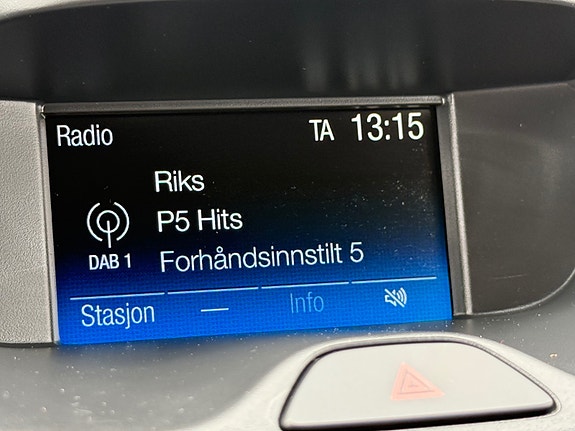 Radio TA 13:15
Riks
P5 Hits
DAB 1 Forhåndsinnstilt 5
Stasjon — Info